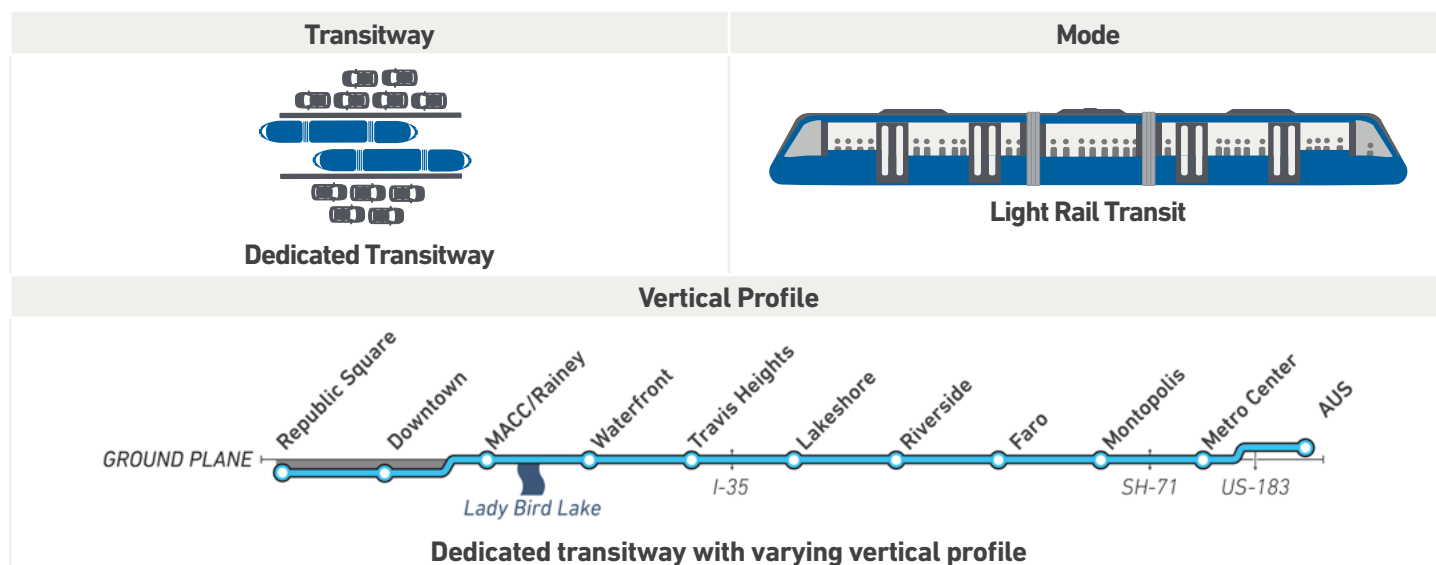 Transitway
Mode
Dedicated Transitway
Light Rail Transit
Vertical Profile
Republic Square
Downtown
MACC/Rainey
Waterfront
Travis Heights
Lakeshore
Riverside
Faro
Montopolis
Metro Center
AUS
GROUND PLANE
I-35
SH-71
US-183
Lady Bird Lake
Dedicated transitway with varying vertical profile